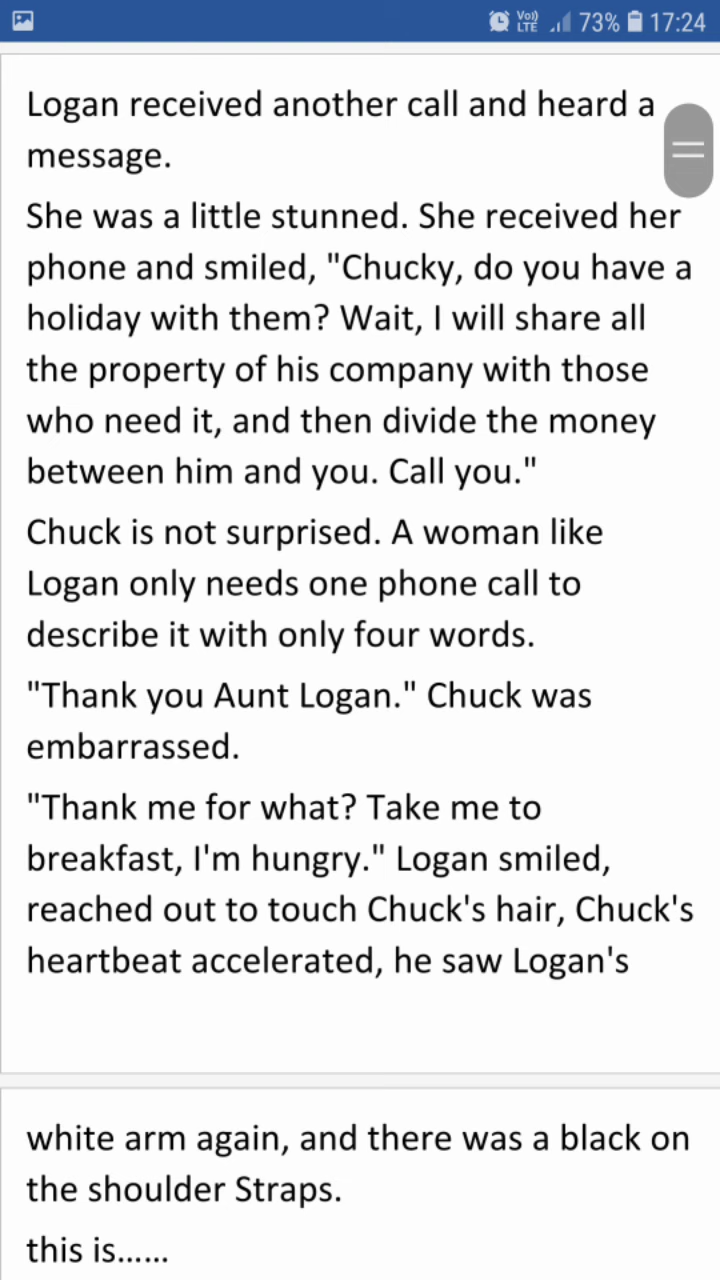 Vo))
LTE
73%
17:24
Logan received another call and heard a
message.
She was a little stunned. She received her
phone and smiled, "Chucky, do you have a
holiday with them? Wait, I will share all
the property of his company with those
who need it, and then divide the money
between him and you. Call you."
Chuck is not surprised. A woman like
Logan only needs one phone call to
describe it with only four words.
"Thank you Aunt Logan." Chuck was
embarrassed.
"Thank me for what? Take me to
breakfast, I'm hungry." Logan smiled,
reached out to touch Chuck's hair, Chuck's
heartbeat accelerated, he saw Logan's
white arm again, and there was a black on
the shoulder Straps.
this is......